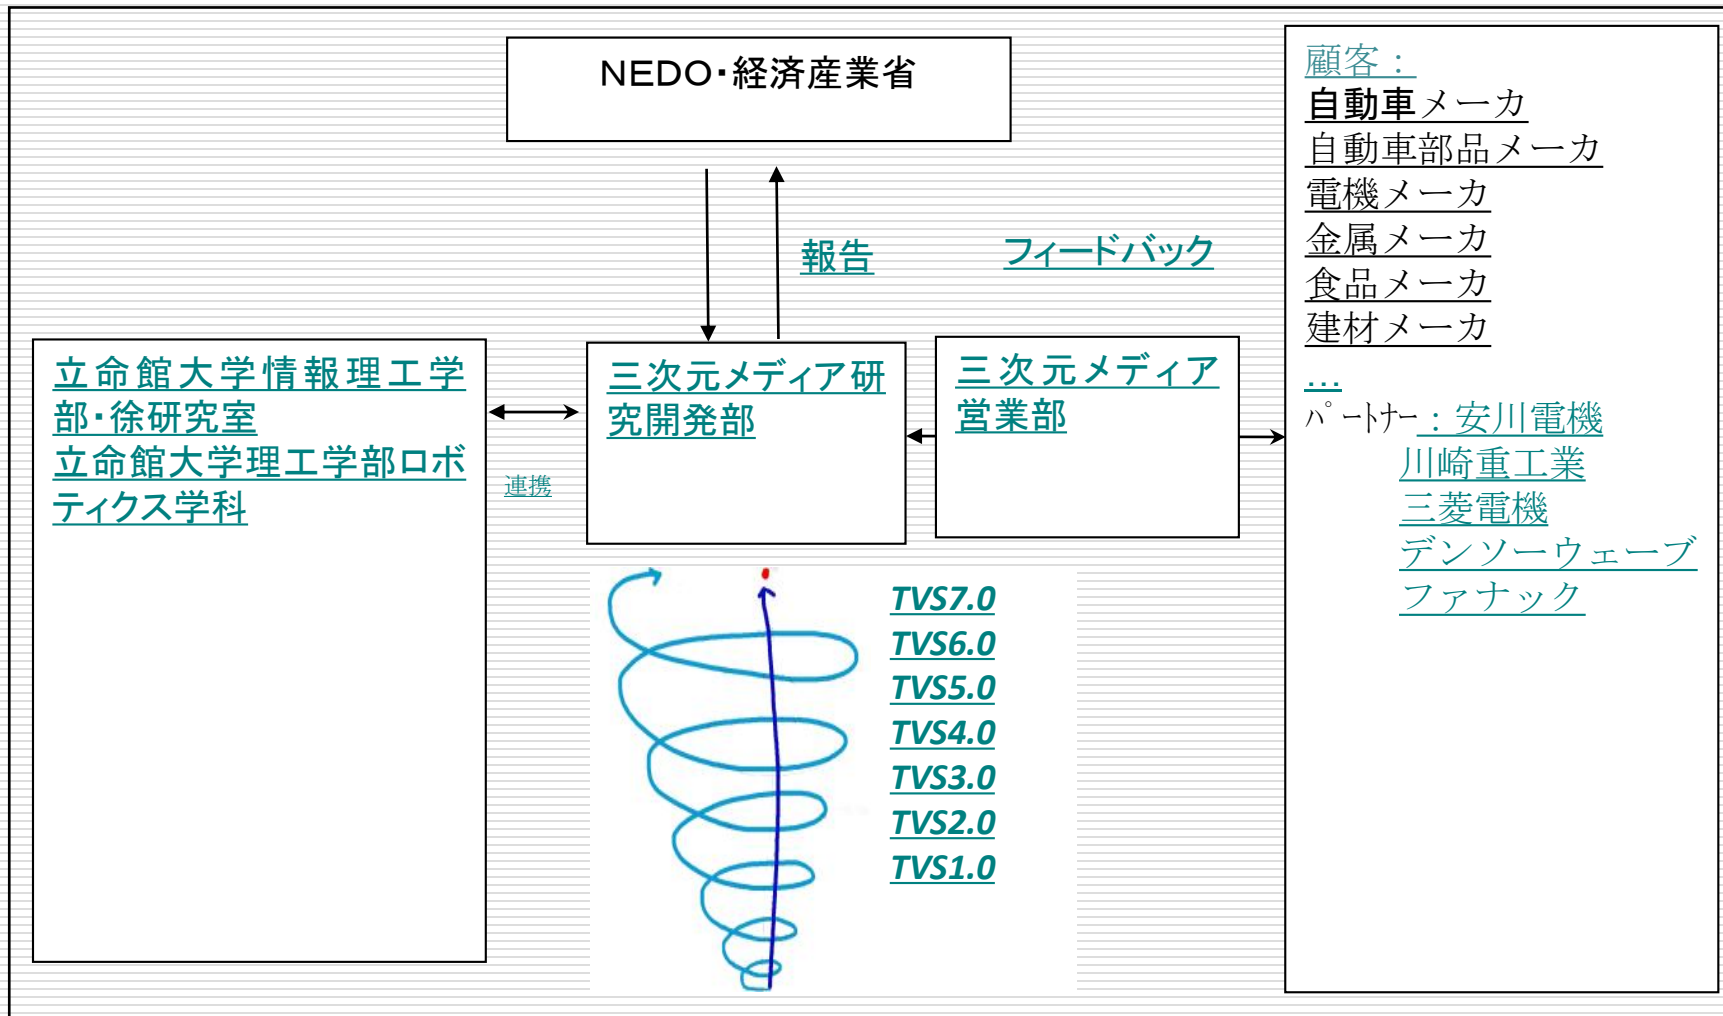 NEDO・経済産業省
報告
フィードバック
立命館大学情報理工学
部・徐研究室
立命館大学理工学部ロボ
ティクス学科
連携
三次元メディア研
究開発部
三次元メディア
営業部
TVS7.0
TVS6.0
TVS5.0
TVS4.0
TVS3.0
TVS2.0
TVS1.0
顧客：
自動車メーカ
自動車部品メーカ
電機メーカ
金属メーカ
食品メーカ
建材メーカ
…
パートナー：安川電機
川崎重工業
三菱電機
デンソーウェーブ
ファナック